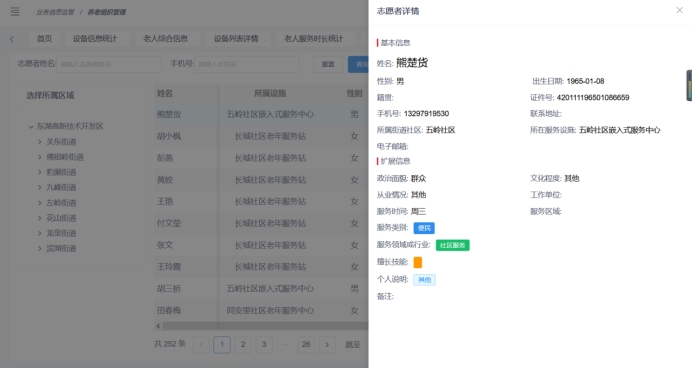 业务信息监管 / 养老组织管理
首页 设备信息统计 老人综合信息 设备列表详情 老人服务时长统计
志愿者姓名: 请输入志愿者姓名 手机号: 请输入手机号 重置
选择所属区域
东湖高新技术开发区
关东街道
佛祖岭街道
豹澥街道
九峰街道
左岭街道
花山街道
龙泉街道
滨湖街道
姓名 所属设施 性别
熊楚货 五岭社区嵌入式服务中心 男
胡小枫 长城社区老年服务站 女
彭燕 长城社区老年服务站 女
黄姣 长城社区老年服务站 女
王艳 长城社区老年服务站 女
付文莹 长城社区老年服务站 女
张文 长城社区老年服务站 女
王玲霞 长城社区老年服务站 女
胡三桥 五岭社区嵌入式服务中心 男
田春梅 同安里社区老年服务中心 女
共 252 条 1 2 3 ··· 26 跳至
志愿者详情
基本信息
姓名: 熊楚货
性别: 男 出生日期: 1965-01-08
籍贯: 证件号: 420111196501086659
手机号: 13297919530 联系地址:
所属街道社区: 五岭社区 所在服务设施: 五岭社区嵌入式服务中心
电子邮箱:
扩展信息
政治面貌: 群众 文化程度: 其他
从业情况: 其他 工作单位:
服务时间: 周三 服务区域:
服务类别: 便民
服务领域或行业: 社区服务
擅长技能:
个人说明: 其他
备注: